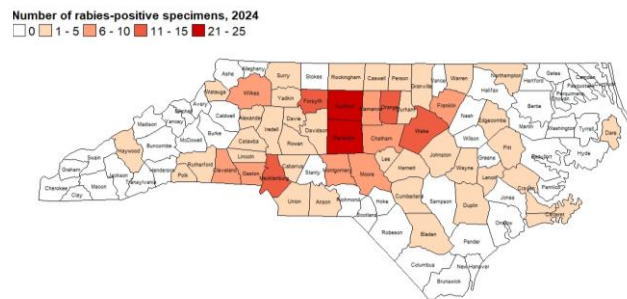 Number of rabies-positive specimens, 2024
0 1 - 5 6 - 10 11 - 15 21 - 25
Ashe Alleghany Surry Stokes Rockingham Caswell Person Granville Vance Warren Northampton Gates Camden
Halifax Hertford Pasquotank
Watauga Wilkes Yadkin Forsyth Orange Durham Franklin Bertie Perquimans
Avery Caldwell Alexander Davie Nash Edgecombe Martin Washington Tyrrell Dare
Madison Yancey Iredell Davidson Wake Wilson
Burke McDowell Catawba Rowan Chatham Pitt
Haywood Buncombe Lincoln Lee Johnston Greene Hyde
Swain Rutherford Cabarrus Montgomery Harnett Wayne
Graham Jackson Henderson Polk Cleveland Gaston Mecklenburg Stanly Moore Lenoir Craven Pamlico
Cherokee Macon Transylvania Cumberland Jones
Clay Union Anson Richmond Hoke Sampson Duplin Carteret
Scotland Onslow
Robeson Bladen Pender
Columbus New Hanover
Brunswick